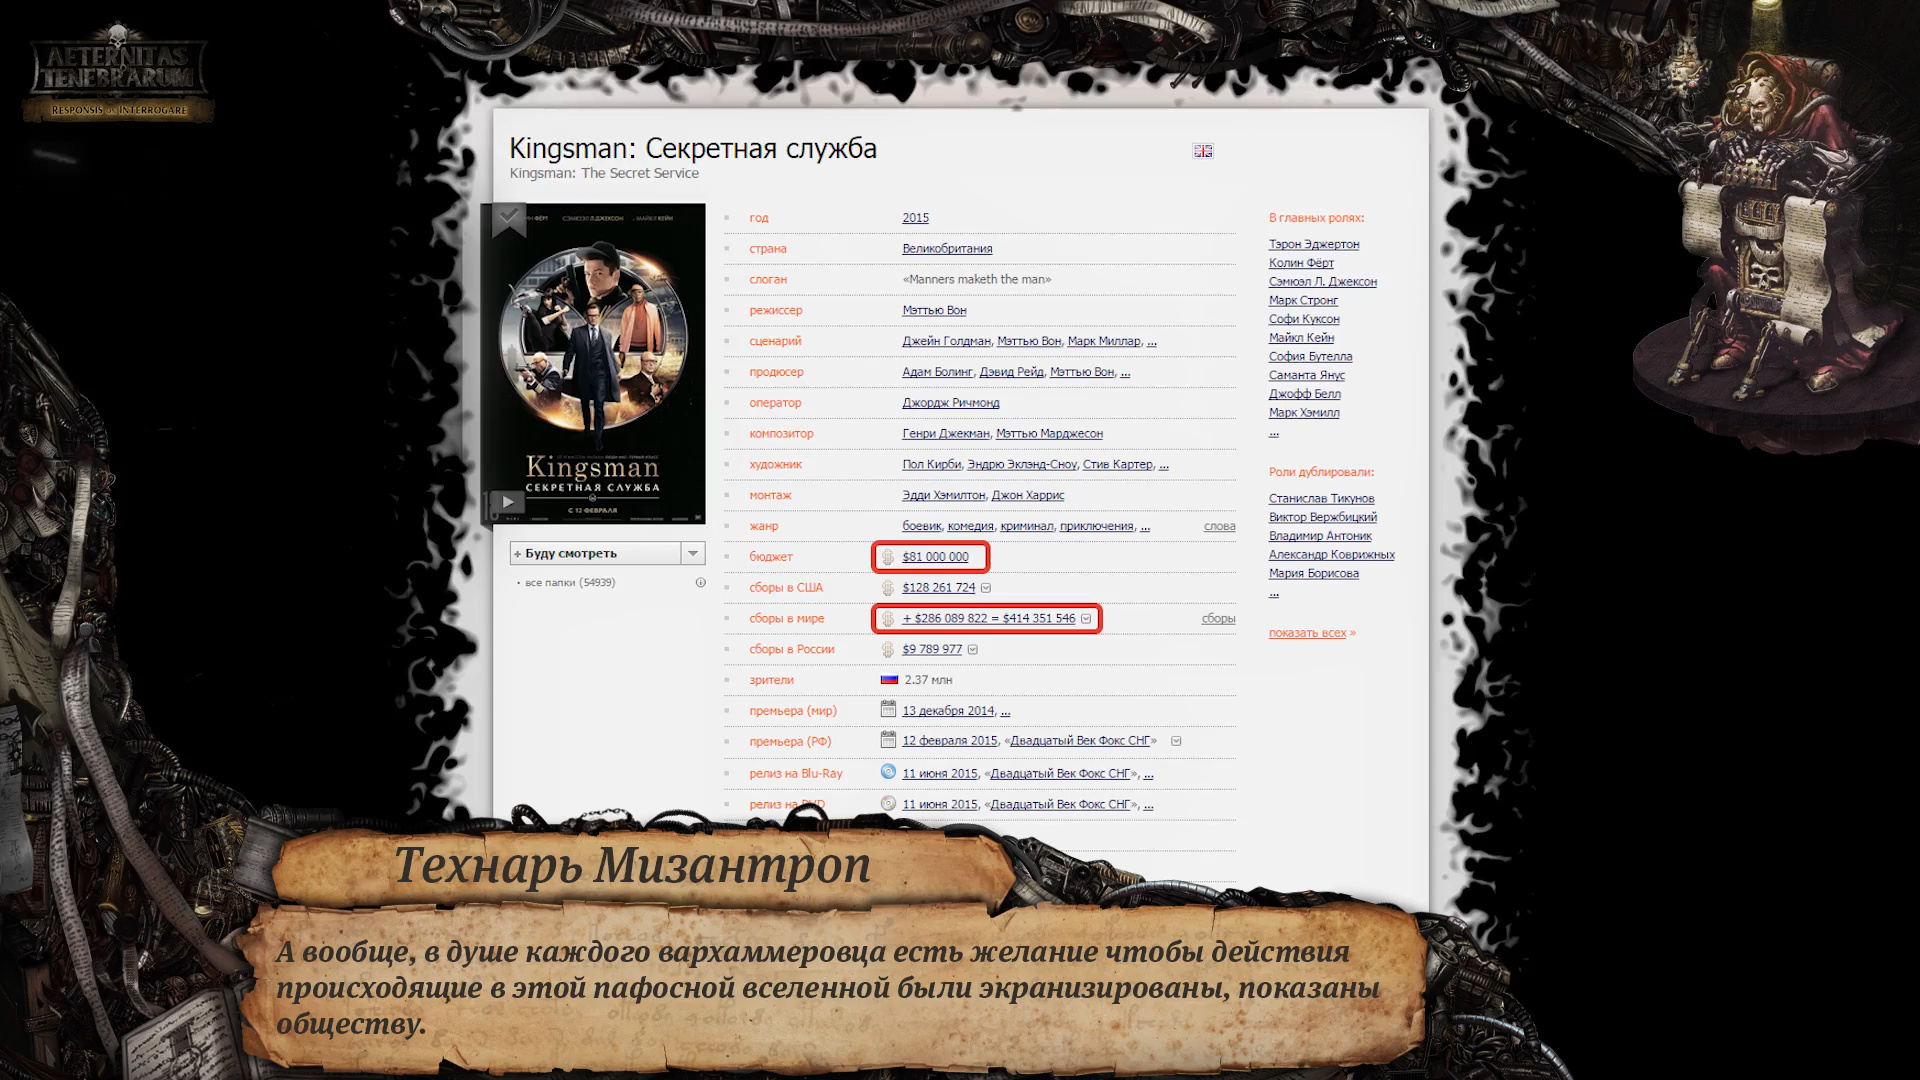 AETERNITAS
TENEBRARUM
RESPONSIS INTERROGARE
Kingsman: Секретная служба
Kingsman: The Secret Service
СЭМЮЭЛ Л.ДЖЕКСОН МАЙКЛ КЕЙН
Kingsman
СЕКРЕТНАЯ СЛУЖБА
С 12 ФЕВРАЛЯ
+ Буду смотреть
• все папки (54939)
год 2015
страна Великобритания
слоган «Manners maketh the man»
режиссер Мэттью Вон
сценарий Джейн Голдман, Мэттью Вон, Марк Миллар, ...
продюсер Адам Болинг, Дэвид Рейд, Мэттью Вон, ...
оператор Джордж Ричмонд
композитор Генри Джекман, Мэттью Марджесон
художник Пол Кирби, Эндрю Эклэнд-Сноу, Стив Картер, ...
монтаж Эдди Хэмилтон, Джон Харрис
жанр боевик, комедия, криминал, приключения, ... слова
бюджет $81 000 000
сборы в США $128 261 724
сборы в мире + $286 089 822 = $414 351 546 сборы
сборы в России $9 789 977
зрители 2.37 млн
премьера (мир) 13 декабря 2014, ...
премьера (РФ) 12 февраля 2015, «Двадцатый Век Фокс СНГ»
релиз на Blu-Ray 11 июня 2015, «Двадцатый Век Фокс СНГ», ...
релиз на DVD 11 июня 2015, «Двадцатый Век Фокс СНГ», ...
В главных ролях:
Тэрон Эджертон
Колин Фёрт
Сэмюэл Л. Джексон
Марк Стронг
Софи Куксон
Майкл Кейн
София Бутелла
Саманта Янус
Джофф Белл
Марк Хэмилл
...
Роли дублировали:
Станислав Тикунов
Виктор Вержбицкий
Владимир Антоник
Александр Коврижных
Мария Борисова
...
показать всех »
Технарь Мизантроп
А вообще, в душе каждого вархаммеровца есть желание чтобы действия
происходящие в этой пафосной вселенной были экранизированы, показаны
обществу.